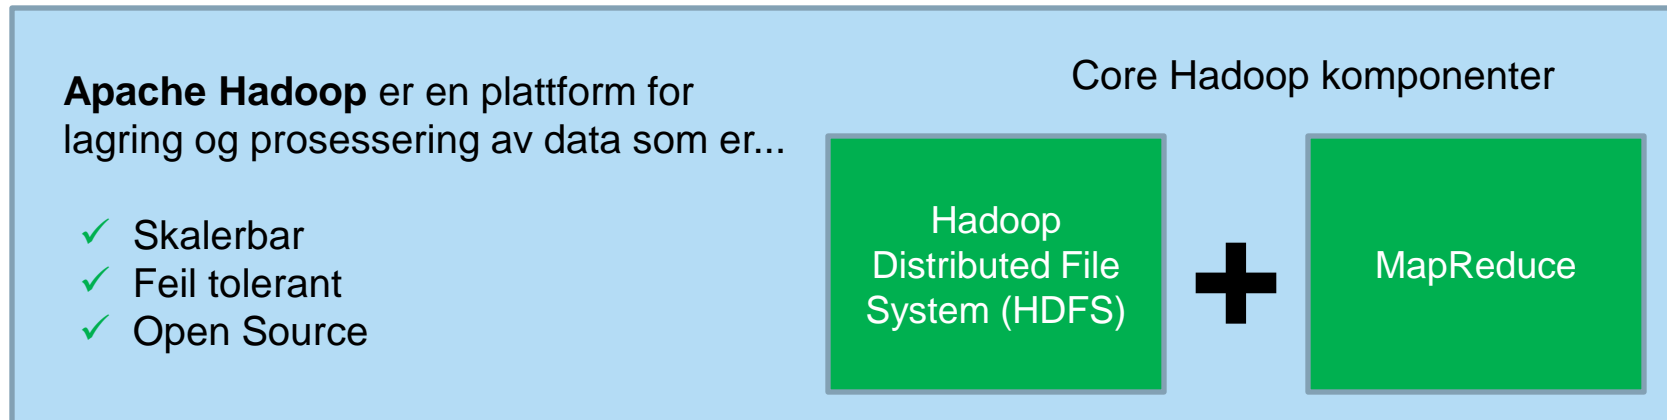 Apache Hadoop er en plattform for
lagring og prosessering av data som er...
✓ Skalerbar
✓ Feil tolerant
✓ Open Source
Core Hadoop komponenter
Hadoop
Distributed File
System (HDFS)
+
MapReduce